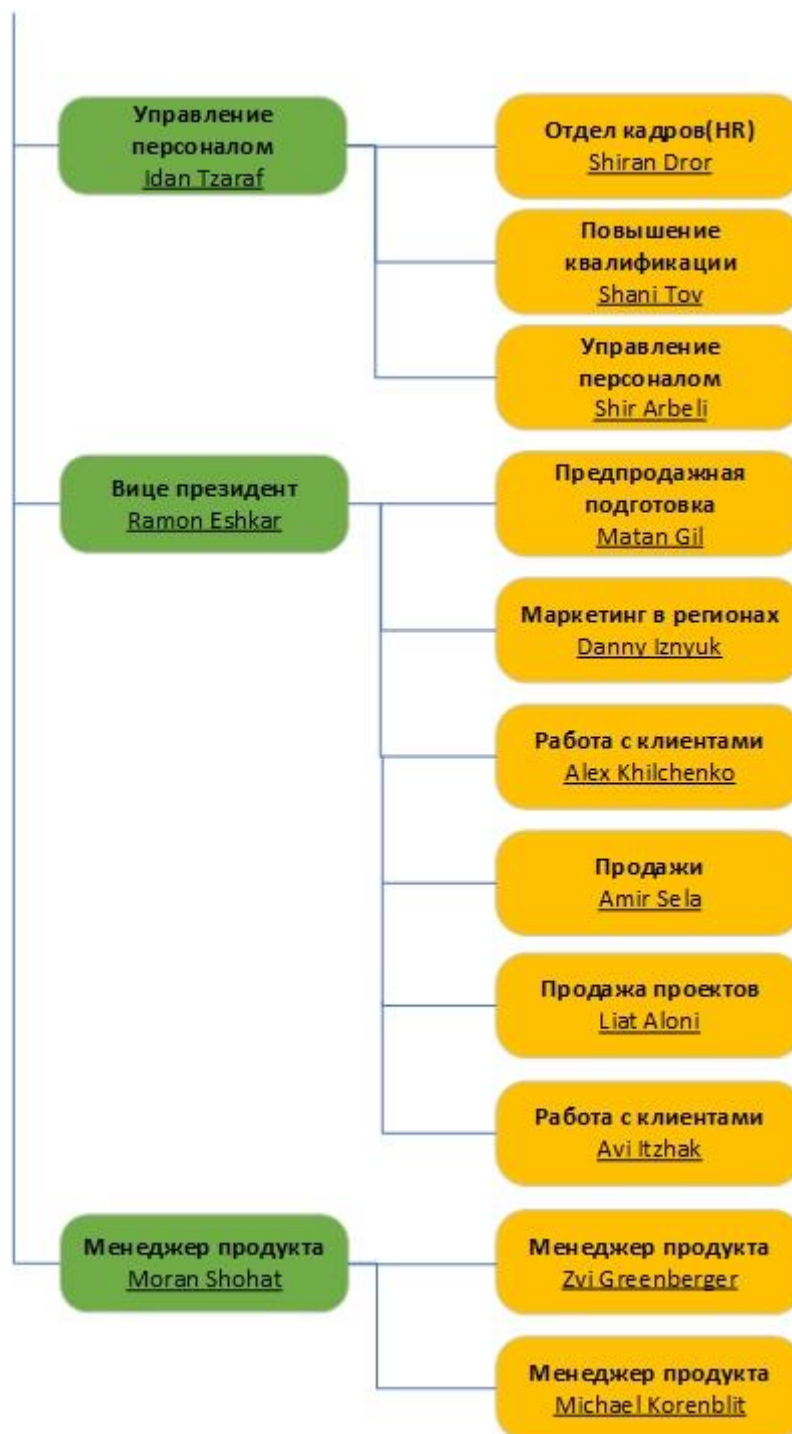 Управление
персоналом
Idan Tzaraf
Отдел кадров(HR)
Shiran Dror
Повышение
квалификации
Shani Tov
Управление
персоналом
Shir Arbeli
Вице президент
Ramon Eshkar
Предпродажная
подготовка
Matan Gil
Маркетинг в регионах
Danny Iznyuk
Работа с клиентами
Alex Khilchenko
Продажи
Amir Sela
Продажа проектов
Liat Aloni
Работа с клиентами
Avi Itzhak
Менеджер продукта
Moran Shohat
Менеджер продукта
Zvi Greenberger
Менеджер продукта
Michael Korenblit